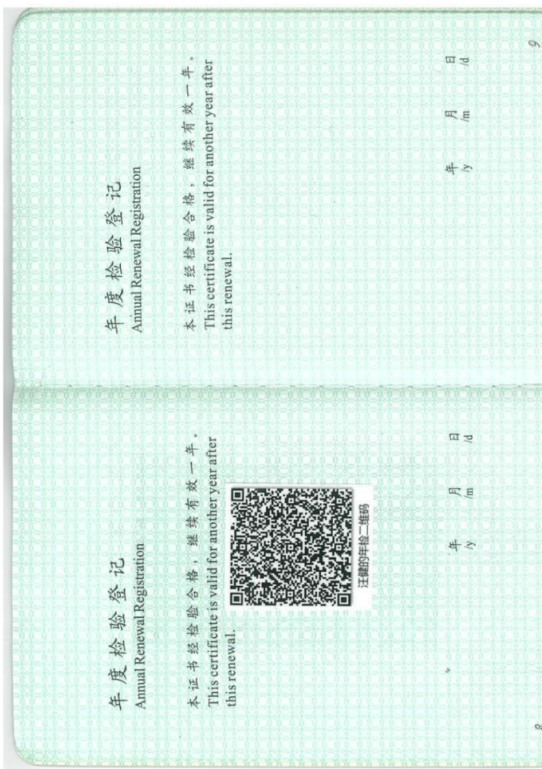 年度检验登记
Annual Renewal Registration
本证书经检验合格，继续有效一年。
This certificate is valid for another year after
this renewal.
汪健的年检二维码
年 月 日
/y /m /d
8
年度检验登记
Annual Renewal Registration
本证书经检验合格，继续有效一年。
This certificate is valid for another year after
this renewal.
年 月 日
/y /m /d
9